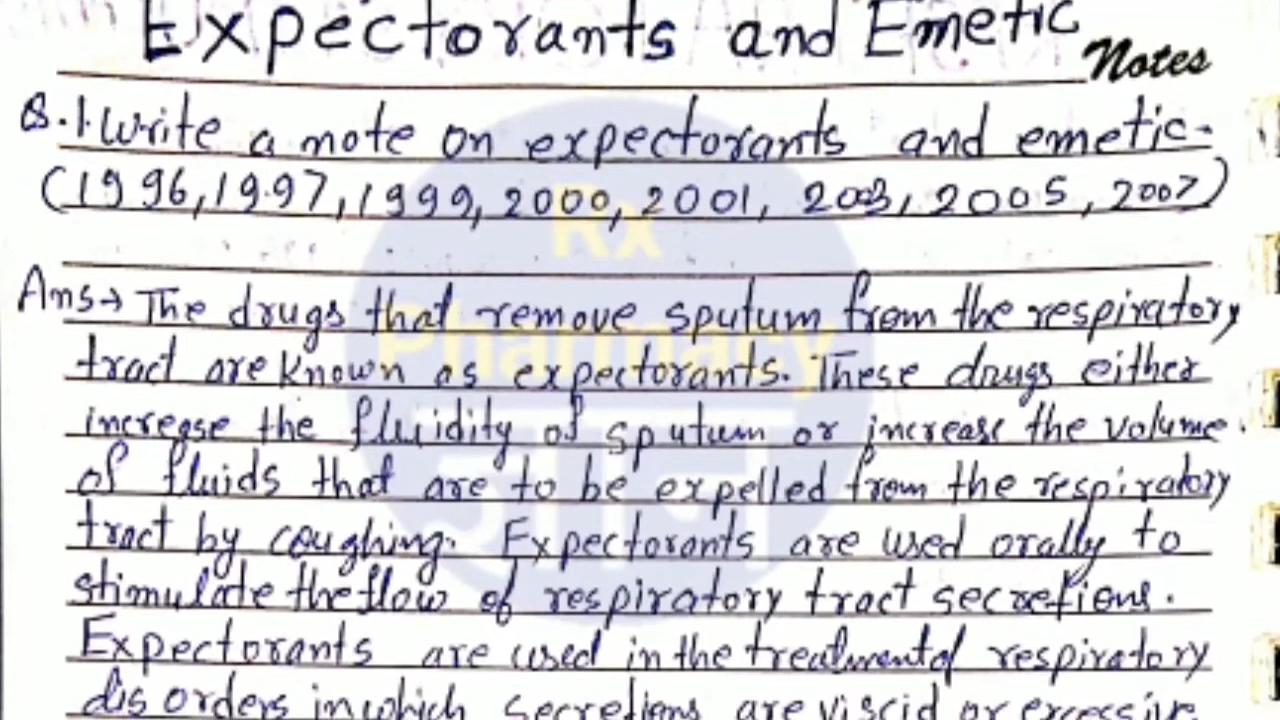 Expectorants and Emetic
Notes
Q.1. Write a note on expectorants and emetic.
(1996, 1997, 1999, 2000, 2001, 2003, 2005, 2007)
Rx
Pharmacy
ज्ञान
Ans→ The drugs that remove sputum from the respiratory
tract are known as expectorants. These drugs either
increase the fluidity of sputum or increase the volume
of fluids that are to be expelled from the respiratory
tract by coughing. Expectorants are used orally to
stimulate the flow of respiratory tract secretions.
Expectorants are used in the treatment of respiratory
disorders in which secretions are viscid or excessive